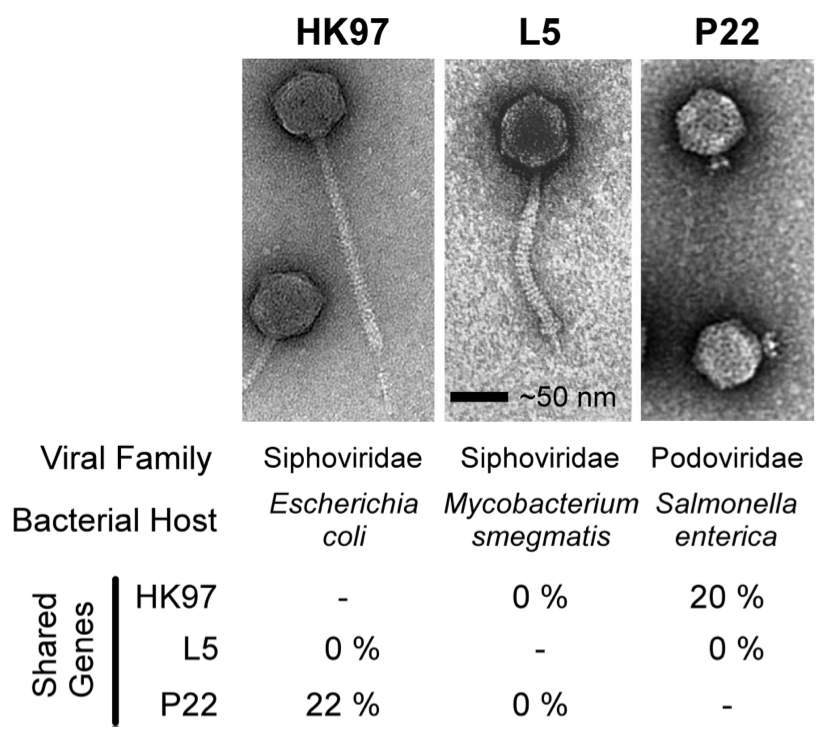 HK97 L5 P22
~50 nm
Viral Family Siphoviridae Siphoviridae Podoviridae
Bacterial Host Escherichia coli Mycobacterium smegmatis Salmonella enterica
Shared Genes
HK97 - 0 % 20 %
L5 0 % - 0 %
P22 22 % 0 % -